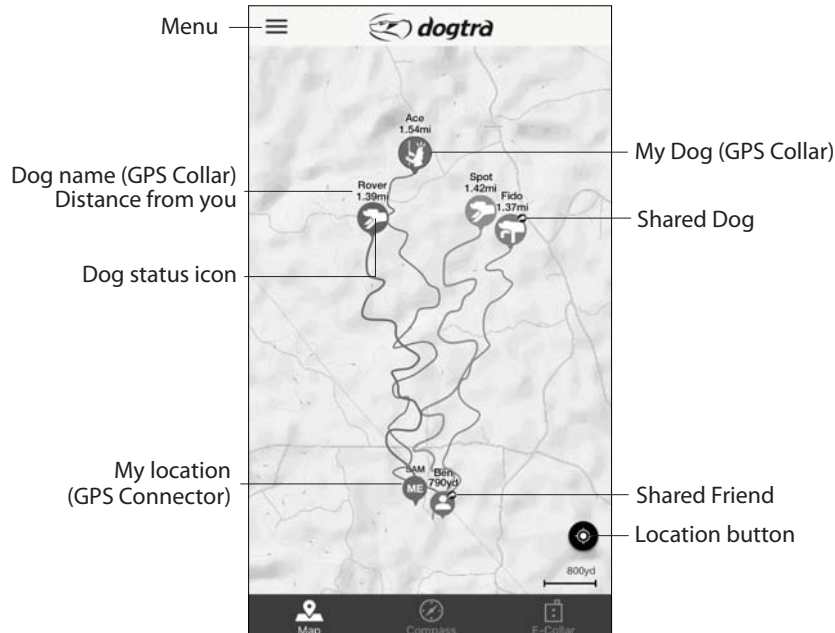 Menu
dogtra
Ace
1.54mi
My Dog (GPS Collar)
Dog name (GPS Collar)
Distance from you
Rover
1.39mi
Spot
1.42mi
Fido
1.37mi
Shared Dog
Dog status icon
My location
(GPS Connector)
SAM
ME
Ben
790yd
Shared Friend
Location button
800yd
Map
Compass
E-Collar